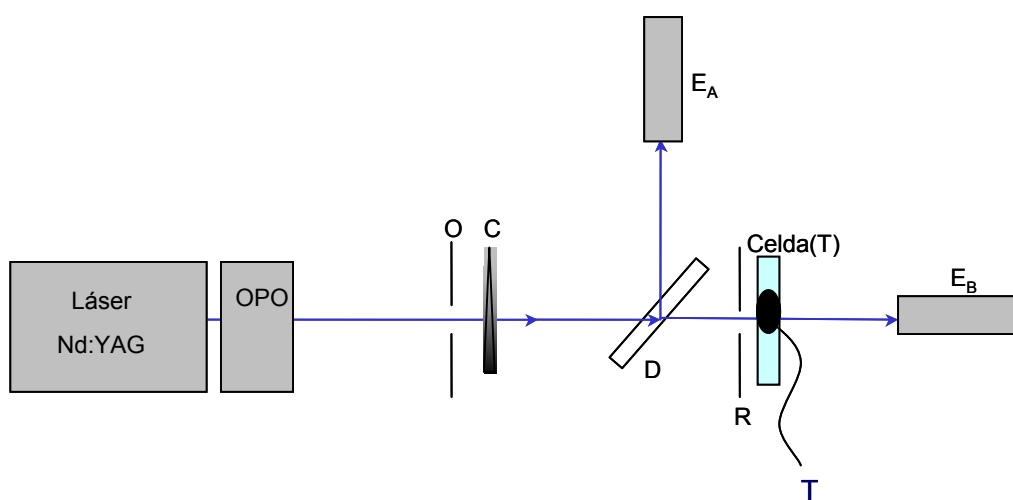 E_A
O
C
Celda(T)
Láser
Nd:YAG
OPO
E_B
D
R
T